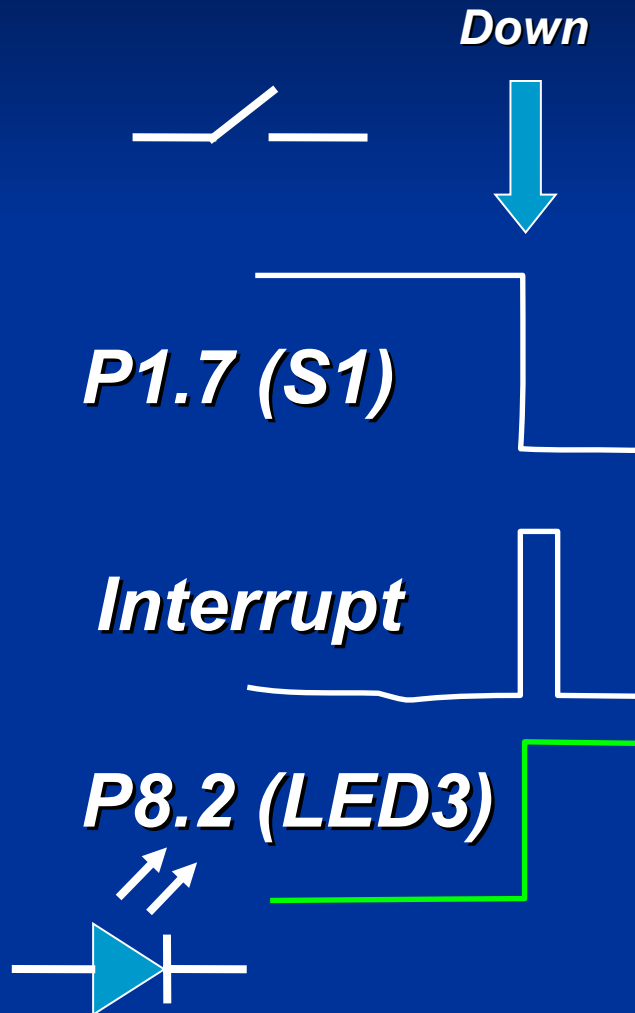 Down
P1.7 (S1)
Interrupt
P8.2 (LED3)